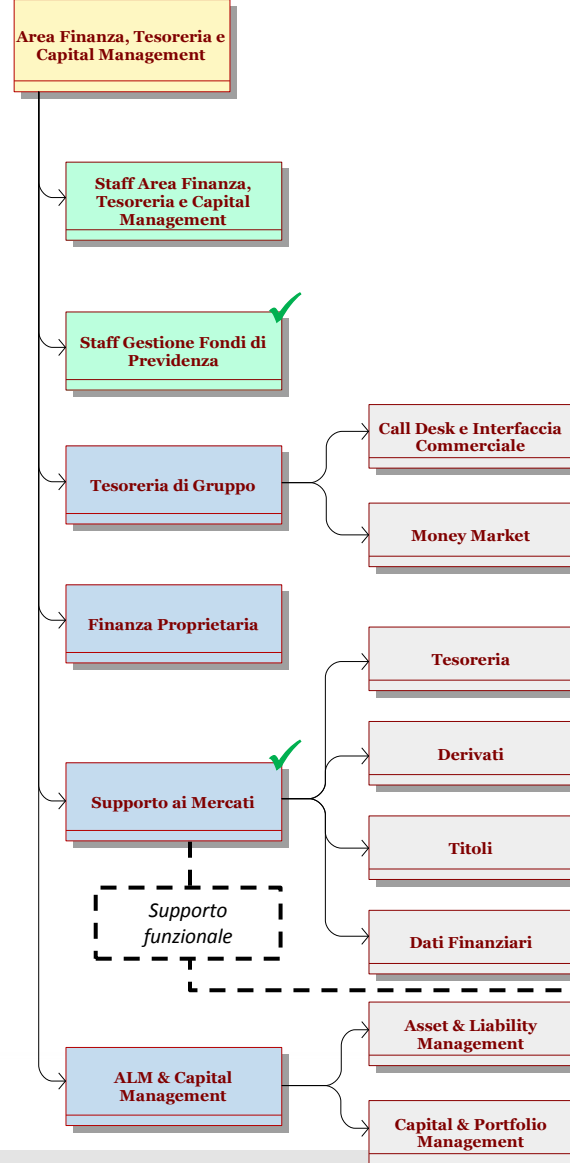 Area Finanza, Tesoreria e
Capital Management
Staff Area Finanza,
Tesoreria e Capital
Management
Staff Gestione Fondi di
Previdenza
Tesoreria di Gruppo
Call Desk e Interfaccia
Commerciale
Money Market
Finanza Proprietaria
Supporto ai Mercati
Tesoreria
Derivati
Titoli
Dati Finanziari
Supporto
funzionale
ALM & Capital
Management
Asset & Liability
Management
Capital & Portfolio
Management